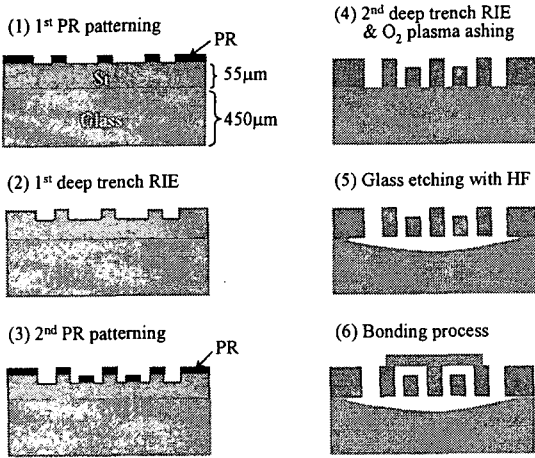 (1) 1st PR patterning
PR
Si
55μm
Glass
450μm
(2) 1st deep trench RIE
(3) 2nd PR patterning
PR
(4) 2nd deep trench RIE
& O2 plasma ashing
(5) Glass etching with HF
(6) Bonding process